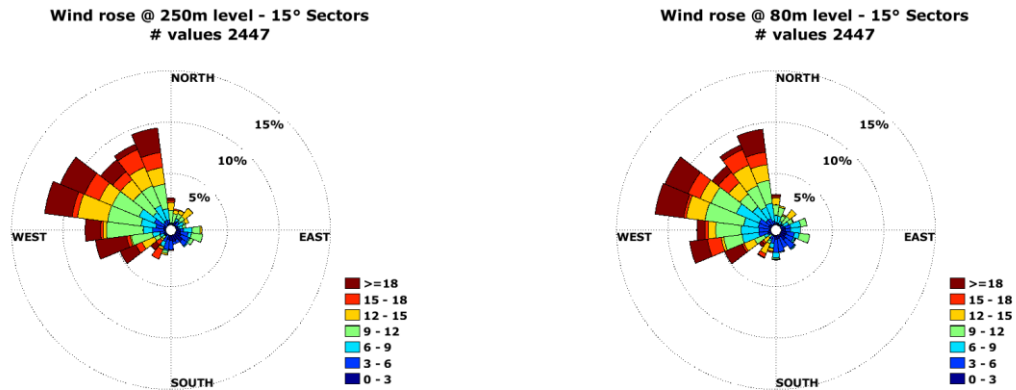 Wind rose @ 250m level - 15° Sectors
# values 2447
NORTH
15%
10%
5%
WEST
EAST
SOUTH
>=18
15 - 18
12 - 15
9 - 12
6 - 9
3 - 6
0 - 3
Wind rose @ 80m level - 15° Sectors
# values 2447
NORTH
15%
10%
5%
WEST
EAST
SOUTH
>=18
15 - 18
12 - 15
9 - 12
6 - 9
3 - 6
0 - 3